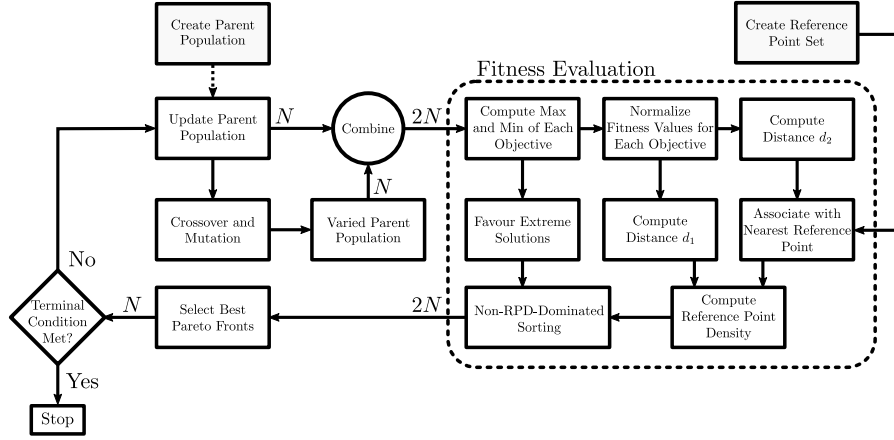 Create Parent
Population
Create Reference
Point Set
Fitness Evaluation
Update Parent
Population
N
Combine
2N
Compute Max
and Min of Each
Objective
Normalize
Fitness Values for
Each Objective
Compute
Distance d₂
N
Crossover and
Mutation
Varied Parent
Population
Favour Extreme
Solutions
Compute
Distance d₁
Associate with
Nearest Reference
Point
No
Terminal
Condition
Met?
N
Select Best
Pareto Fronts
2N
Non-RPD-Dominated
Sorting
Compute
Reference Point
Density
Yes
Stop